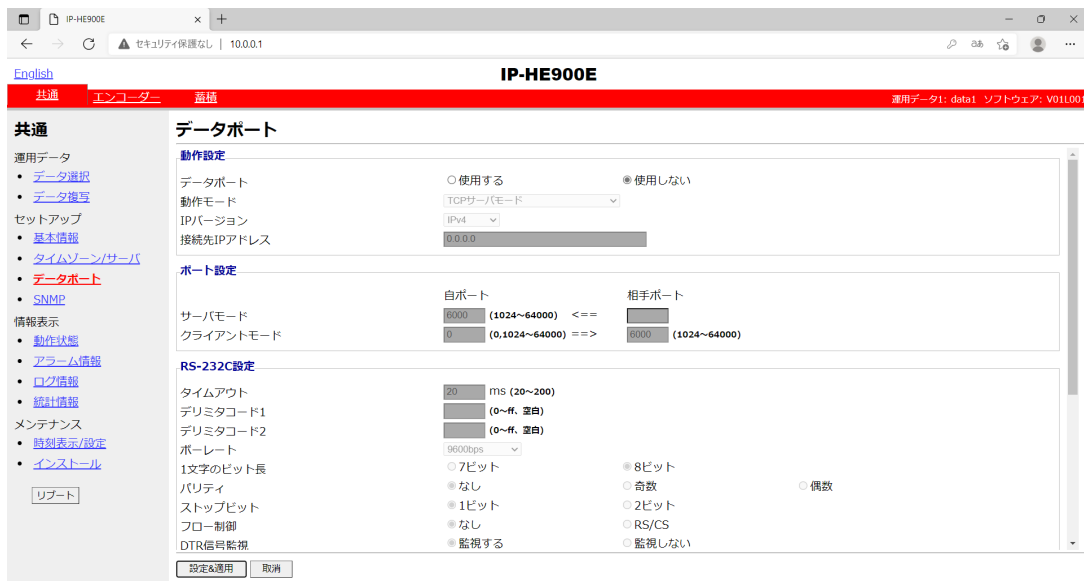 IP-HE900E
セキュリティ保護なし | 10.0.0.1
English
IP-HE900E
共通 エンコーダー 蓄積 運用データ1: data1 ソフトウェア: V01L001
共通
運用データ
データ選択
データ複写
セットアップ
基本情報
タイムゾーン/サーバ
データポート
SNMP
情報表示
動作状態
アラーム情報
ログ情報
統計情報
メンテナンス
時刻表示/設定
インストール
リブート
データポート
動作設定
データポート 使用する 使用しない
動作モード TCPサーバモード
IPバージョン IPv4
接続先IPアドレス 0.0.0.0
ポート設定
自ポート 相手ポート
サーバモード 6000 (1024~64000) <==
クライアントモード 0 (0,1024~64000) ==> 6000 (1024~64000)
RS-232C設定
タイムアウト 20 ms (20~200)
デリミタコード1 (0~ff、空白)
デリミタコード2 (0~ff、空白)
ボーレート 9600bps
1文字のビット長 7ビット 8ビット
パリティ なし 奇数 偶数
ストップビット 1ビット 2ビット
フロー制御 なし RS/CS
DTR信号監視 監視する 監視しない
設定&適用 取消